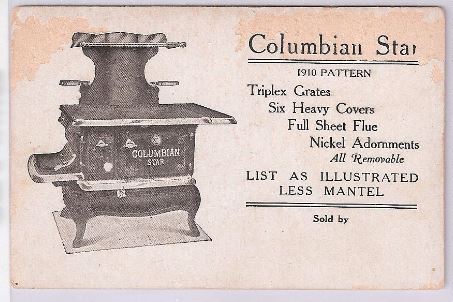 Columbian Star
1910 PATTERN
Triplex Grates
Six Heavy Covers
Full Sheet Flue
Nickel Adornments
All Removable
LIST AS ILLUSTRATED
LESS MANTEL
Sold by
COLUMBIAN
STAR